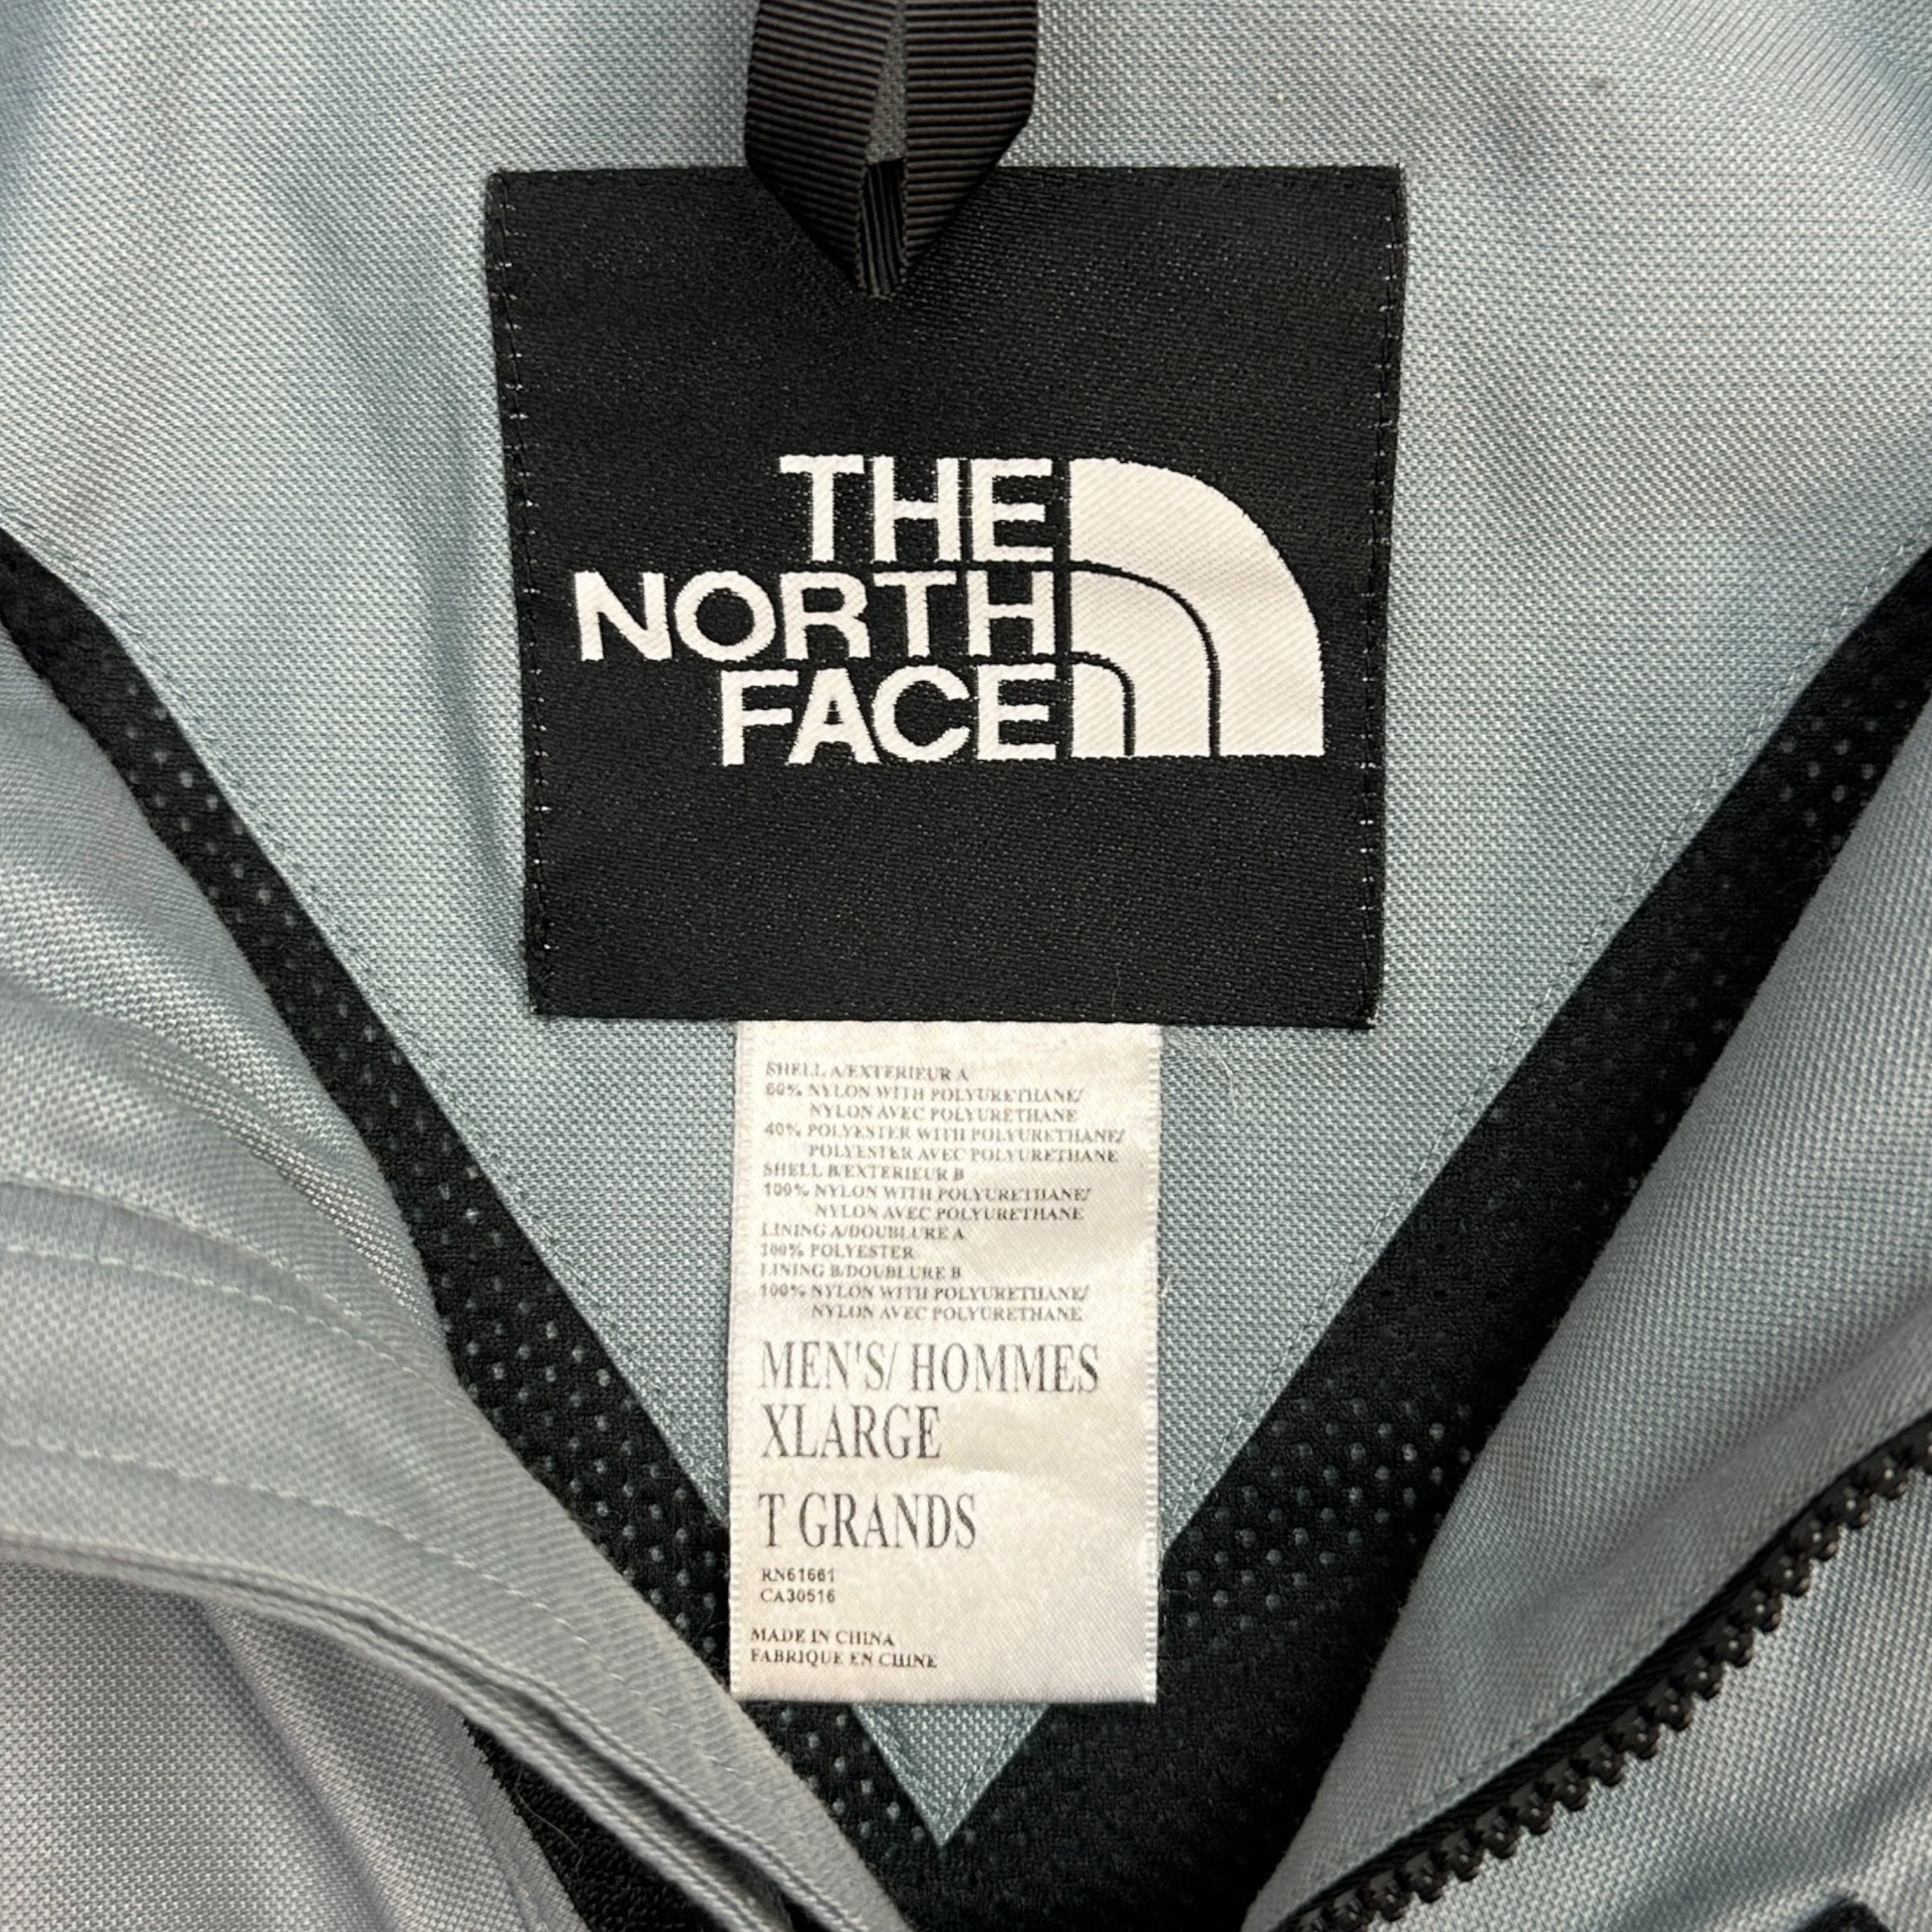 THE
NORTH
FACE
SHELL A/EXTERIEUR A
60% NYLON WITH POLYURETHANE/
NYLON AVEC POLYURETHANE
40% POLYESTER WITH POLYURETHANE/
POLYESTER AVEC POLYURETHANE
SHELL B/EXTERIEUR B
100% NYLON WITH POLYURETHANE/
NYLON AVEC POLYURETHANE
LINING A/DOUBLURE A
100% POLYESTER
LINING B/DOUBLURE B
100% NYLON WITH POLYURETHANE/
NYLON AVEC POLYURETHANE
MEN'S/ HOMMES
XLARGE
T GRANDS
RN61661
CA30516
MADE IN CHINA
FABRIQUE EN CHINE